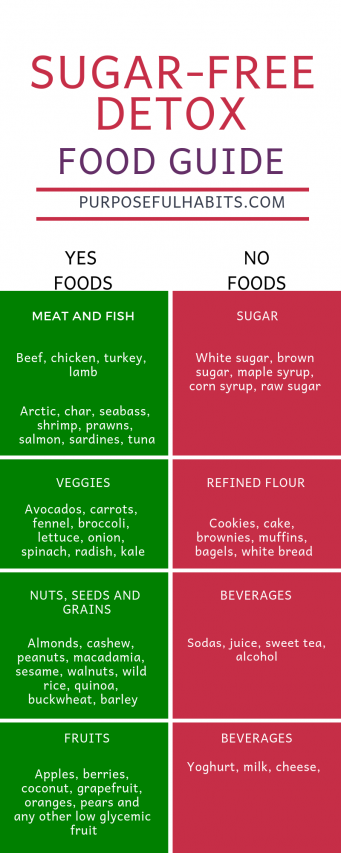 SUGAR-FREE
DETOX
FOOD GUIDE
PURPOSEFULHABITS.COM
YES
FOODS
NO
FOODS
MEAT AND FISH
Beef, chicken, turkey,
lamb
Arctic, char, seabass,
shrimp, prawns,
salmon, sardines, tuna
SUGAR
White sugar, brown
sugar, maple syrup,
corn syrup, raw sugar
VEGGIES
Avocados, carrots,
fennel, broccoli,
lettuce, onion,
spinach, radish, kale
REFINED FLOUR
Cookies, cake,
brownies, muffins,
bagels, white bread
NUTS, SEEDS AND
GRAINS
Almonds, cashew,
peanuts, macadamia,
sesame, walnuts, wild
rice, quinoa,
buckwheat, barley
BEVERAGES
Sodas, juice, sweet tea,
alcohol
FRUITS
Apples, berries,
coconut, grapefruit,
oranges, pears and
any other low glycemic
fruit
BEVERAGES
Yoghurt, milk, cheese,